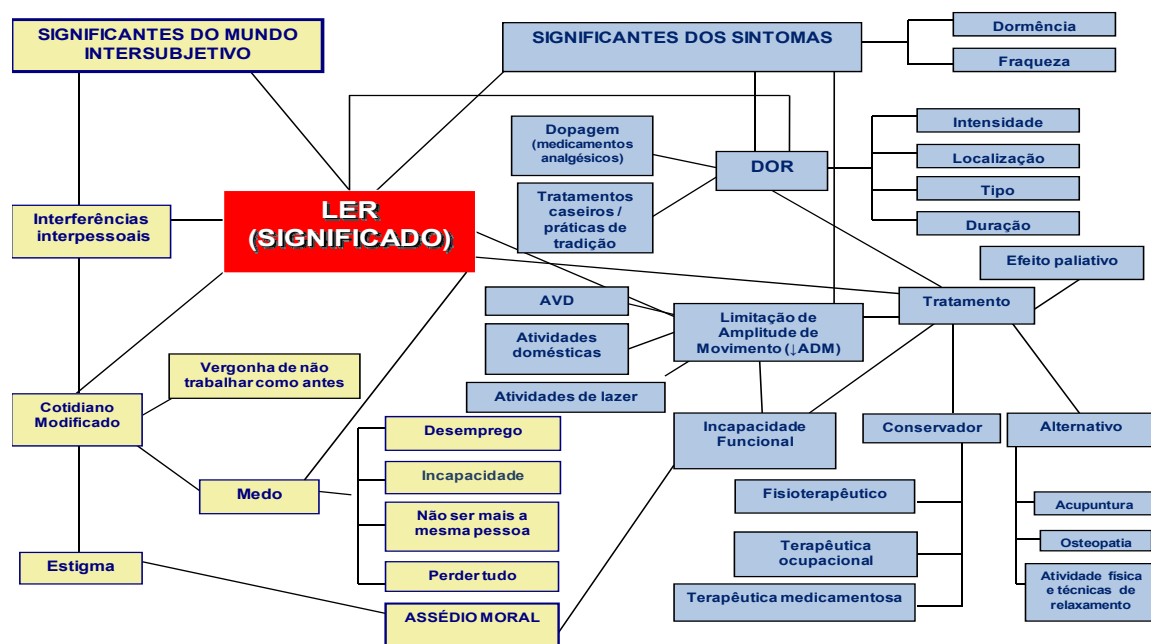 SIGNIFICANTES DO MUNDO
INTERSUBJETIVO
SIGNIFICANTES DOS SINTOMAS
Dormência
Fraqueza
Dopagem
(medicamentos
analgésicos)
DOR
Intensidade
Localização
Tipo
Duração
Tratamentos
caseiros /
práticas de
tradição
LER
(SIGNIFICADO)
Interferências
interpessoais
Efeito paliativo
Tratamento
AVD
Limitação de
Amplitude de
Movimento (↓ADM)
Atividades
domésticas
Atividades de lazer
Vergonha de não
trabalhar como antes
Cotidiano
Modificado
Desemprego
Incapacidade
Funcional
Conservador
Alternativo
Medo
Incapacidade
Não ser mais a
mesma pessoa
Perder tudo
Fisioterapêutico
Terapêutica
ocupacional
Terapêutica medicamentosa
Acupuntura
Osteopatia
Atividade física
e técnicas de
relaxamento
Estigma
ASSÉDIO MORAL